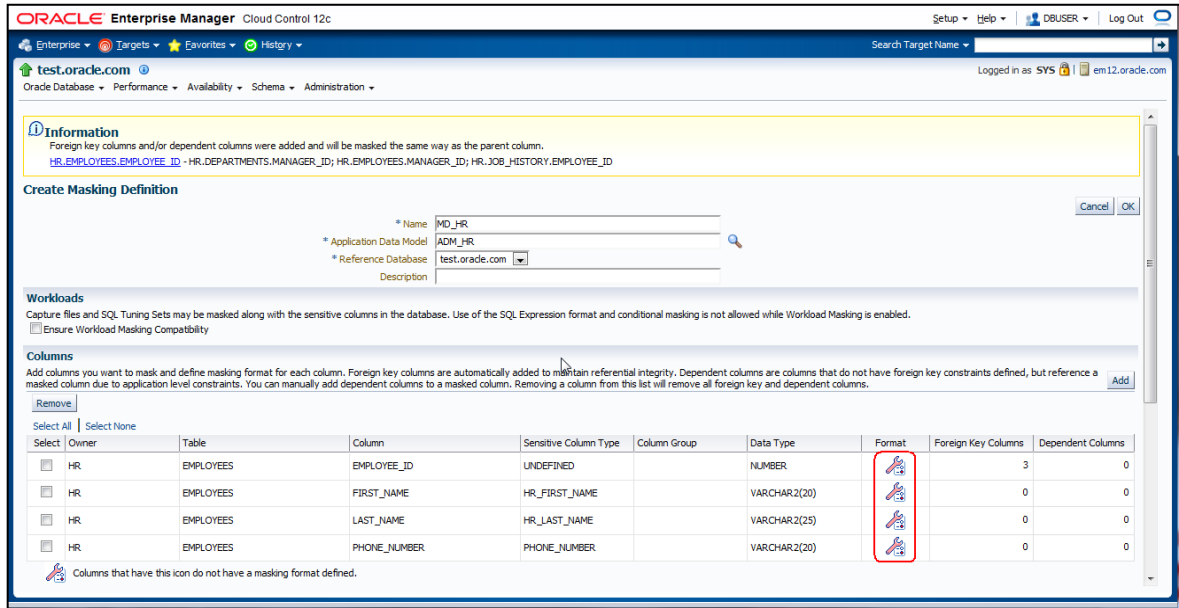 ORACLE Enterprise Manager Cloud Control 12c
Setup Help DBUSER Log Out
Enterprise Targets Favorites History Search Target Name
test.oracle.com
Logged in as SYS em12.oracle.com
Oracle Database Performance Availability Schema Administration
Information
Foreign key columns and/or dependent columns were added and will be masked the same way as the parent column.
HR.EMPLOYEES.EMPLOYEE_ID - HR.DEPARTMENTS.MANAGER_ID; HR.EMPLOYEES.MANAGER_ID; HR.JOB_HISTORY.EMPLOYEE_ID
Create Masking Definition
Cancel OK
* Name MD_HR
* Application Data Model ADM_HR
* Reference Database test.oracle.com
Description
Workloads
Capture files and SQL Tuning Sets may be masked along with the sensitive columns in the database. Use of the SQL Expression format and conditional masking is not allowed while Workload Masking is enabled.
Ensure Workload Masking Compatibility
Columns
Add columns you want to mask and define masking format for each column. Foreign key columns are automatically added to maintain referential integrity. Dependent columns are columns that do not have foreign key constraints defined, but reference a
masked column due to application level constraints. You can manually add dependent columns to a masked column. Removing a column from this list will remove all foreign key and dependent columns.
Add
Remove
Select All Select None
Select Owner Table Column Sensitive Column Type Column Group Data Type Format Foreign Key Columns Dependent Columns
HR EMPLOYEES EMPLOYEE_ID UNDEFINED NUMBER 3 0
HR EMPLOYEES FIRST_NAME HR_FIRST_NAME VARCHAR2(20) 0 0
HR EMPLOYEES LAST_NAME HR_LAST_NAME VARCHAR2(25) 0 0
HR EMPLOYEES PHONE_NUMBER PHONE_NUMBER VARCHAR2(20) 0 0
Columns that have this icon do not have a masking format defined.